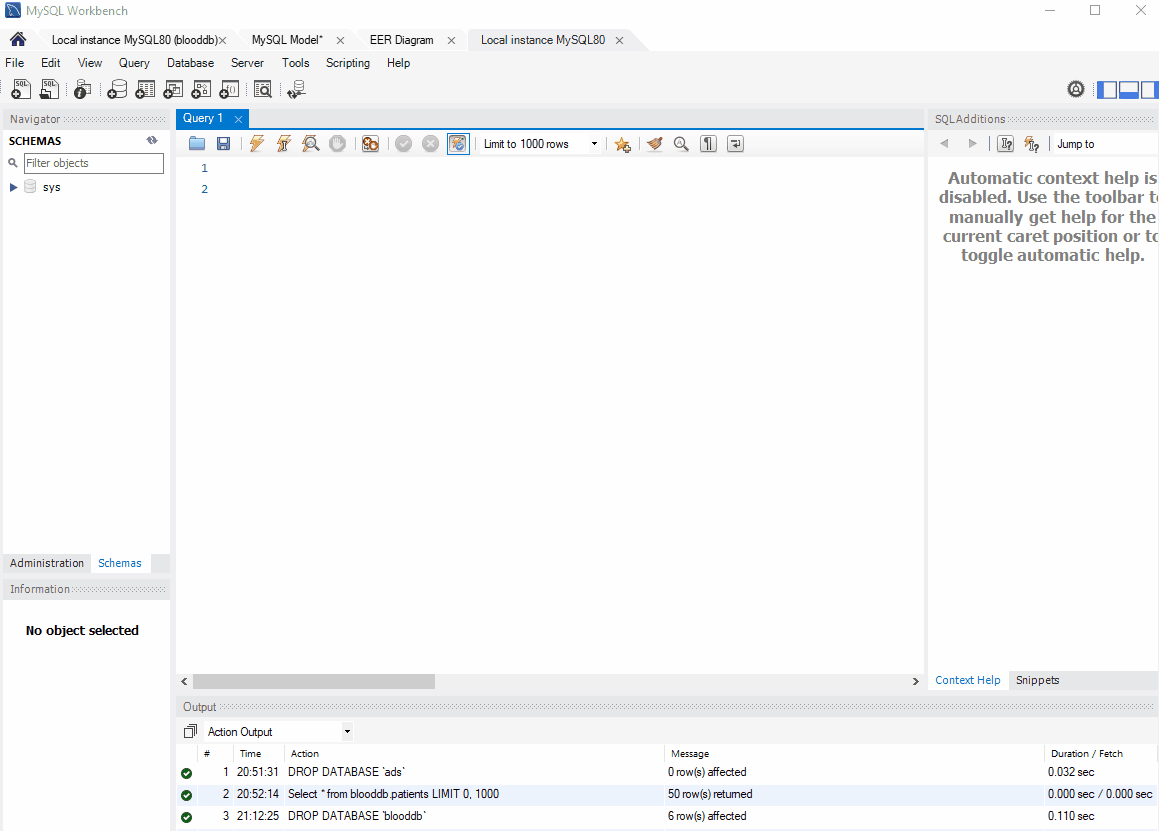 MySQL Workbench
Local instance MySQL80 (blooddb) MySQL Model* EER Diagram Local instance MySQL80
File Edit View Query Database Server Tools Scripting Help
Navigator
SCHEMAS
Filter objects
sys
Administration Schemas
Information
No object selected
Query 1
Limit to 1000 rows
1
2
SQLAdditions
Jump to
Automatic context help is
disabled. Use the toolbar t
manually get help for the
current caret position or to
toggle automatic help.
Context Help Snippets
Output
Action Output
# Time Action Message Duration / Fetch
1 20:51:31 DROP DATABASE `ads` 0 row(s) affected 0.032 sec
2 20:52:14 Select * from blooddb.patients LIMIT 0, 1000 50 row(s) returned 0.000 sec / 0.000 sec
3 21:12:25 DROP DATABASE `blooddb` 6 row(s) affected 0.110 sec